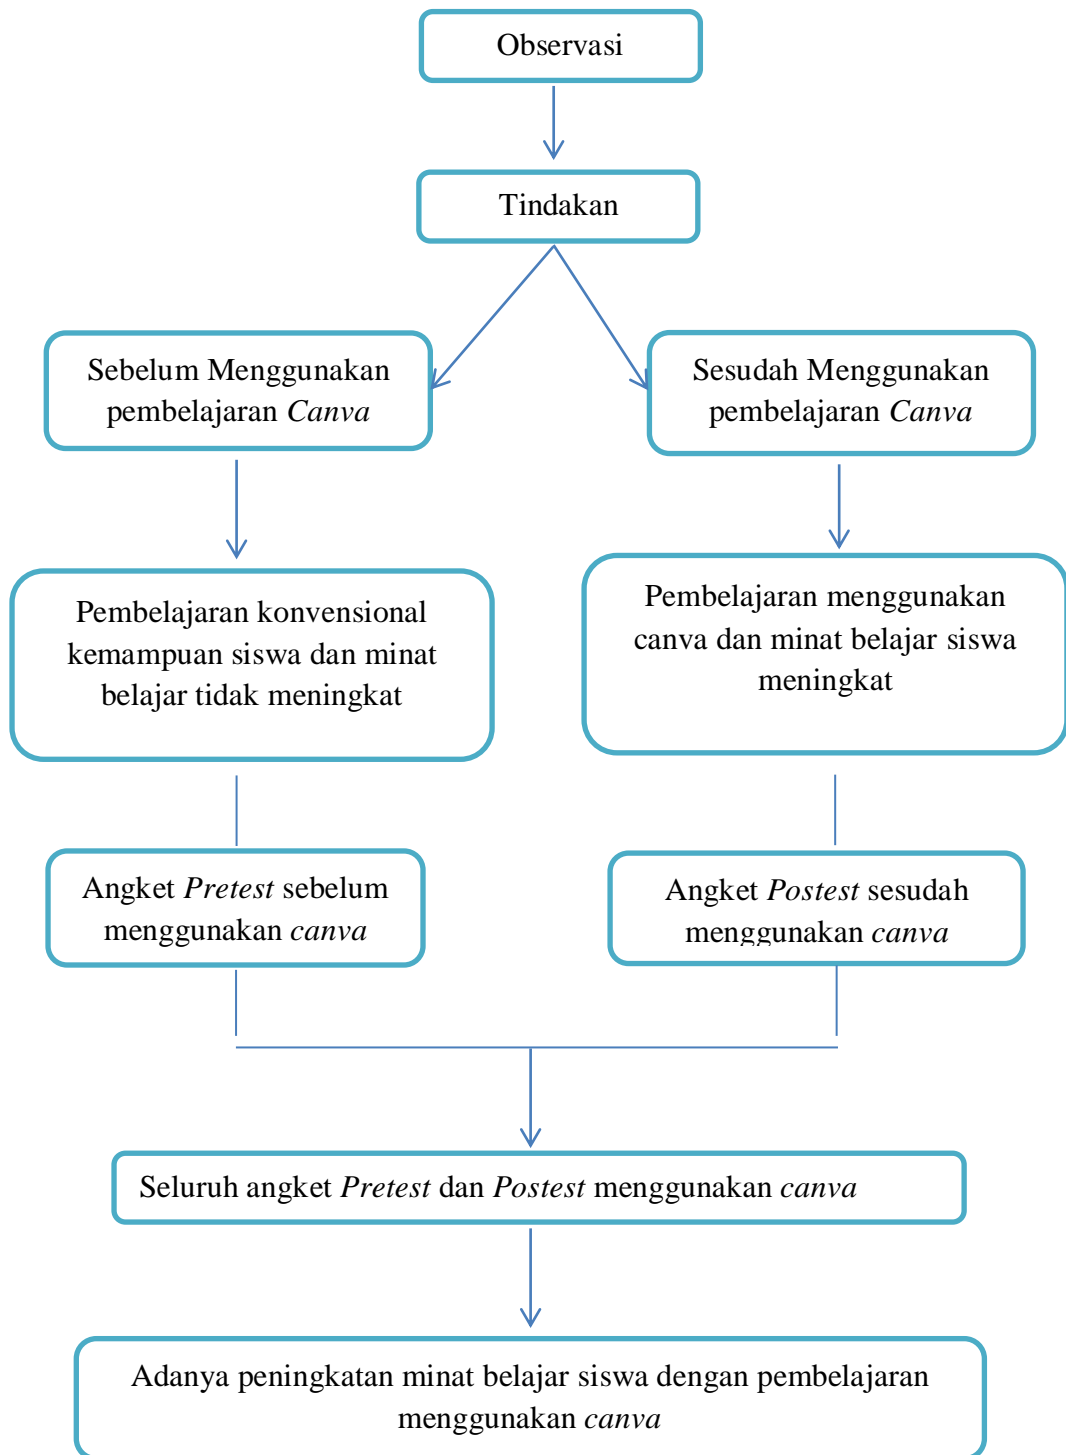 Observasi
Tindakan
Sebelum Menggunakan
pembelajaran Canva
Sesudah Menggunakan
pembelajaran Canva
Pembelajaran konvensional
kemampuan siswa dan minat
belajar tidak meningkat
Pembelajaran menggunakan
canva dan minat belajar siswa
meningkat
Angket Pretest sebelum
menggunakan canva
Angket Postest sesudah
menggunakan canva
Seluruh angket Pretest dan Postest menggunakan canva
Adanya peningkatan minat belajar siswa dengan pembelajaran
menggunakan canva